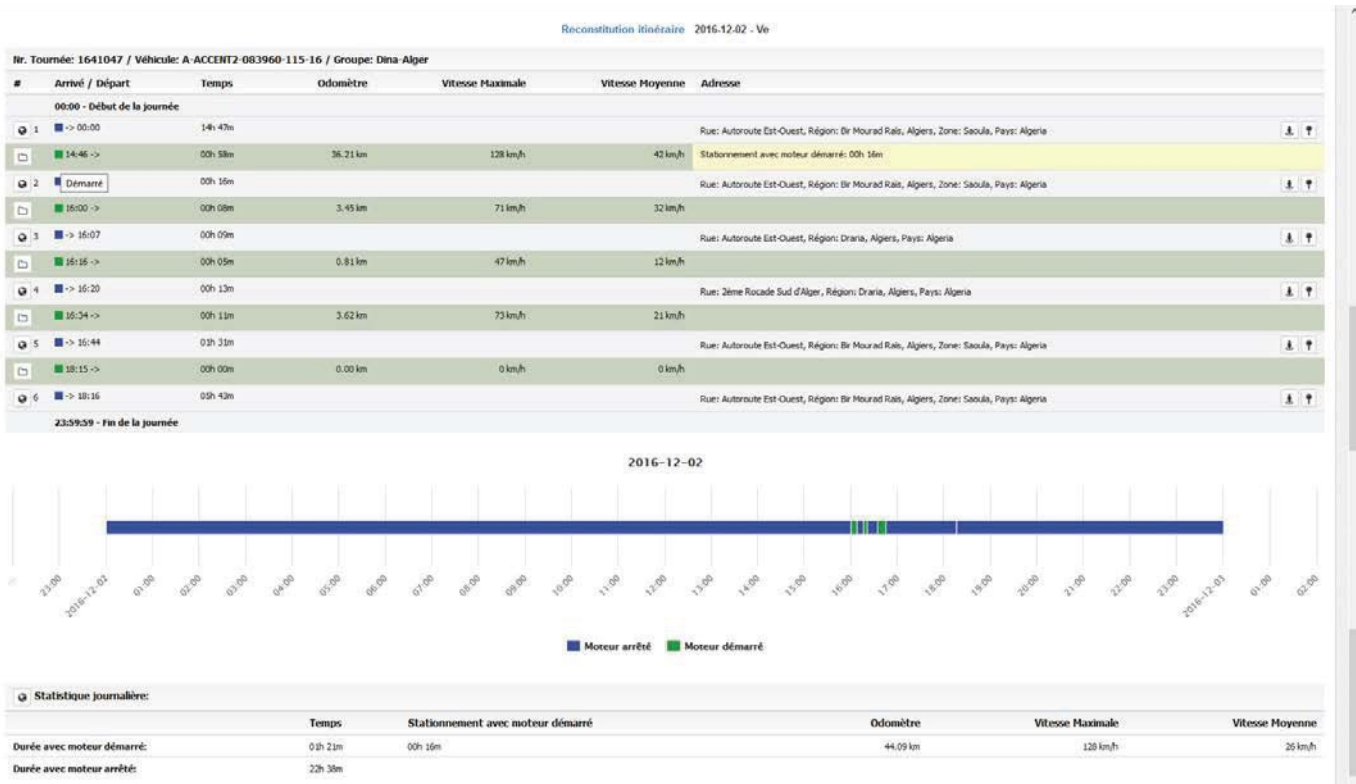 Reconstitution itinéraire 2016-12-02 - Ve
Nr. Tournée: 1641047 / Véhicule: A-ACCENT2-083960-115-16 / Groupe: Dina-Alger
# Arrivé / Départ Temps Odomètre Vitesse Maximale Vitesse Moyenne Adresse
00:00 - Début de la journée
1 -> 00:00 14h 47m Rue: Autoroute Est-Ouest, Région: Bir Mourad Rais, Algiers, Zone: Saoula, Pays: Algeria
14:46 -> 00h 58m 36.21 km 128 km/h 42 km/h Stationnement avec moteur démarré: 00h 16m
2 Démarré 00h 16m Rue: Autoroute Est-Ouest, Région: Bir Mourad Rais, Algiers, Zone: Saoula, Pays: Algeria
16:00 -> 00h 08m 3.45 km 71 km/h 32 km/h
3 -> 16:07 00h 09m Rue: Autoroute Est-Ouest, Région: Draria, Algiers, Pays: Algeria
16:16 -> 00h 05m 0.81 km 47 km/h 12 km/h
4 -> 16:20 00h 13m Rue: 2ème Rocade Sud d'Alger, Région: Draria, Algiers, Pays: Algeria
16:34 -> 00h 11m 3.62 km 73 km/h 21 km/h
5 -> 16:44 01h 31m Rue: Autoroute Est-Ouest, Région: Bir Mourad Rais, Algiers, Zone: Saoula, Pays: Algeria
18:15 -> 00h 00m 0.00 km 0 km/h 0 km/h
6 -> 18:16 05h 43m Rue: Autoroute Est-Ouest, Région: Bir Mourad Rais, Algiers, Zone: Saoula, Pays: Algeria
23:59:59 - Fin de la journée
2016-12-02
23:00 2016-12-02 01:00 02:00 03:00 04:00 05:00 06:00 07:00 08:00 09:00 10:00 11:00 12:00 13:00 14:00 15:00 16:00 17:00 18:00 19:00 20:00 21:00 22:00 23:00 2016-12-03 01:00 02:00
Moteur arrêté Moteur démarré
Statistique journalière:
Temps Stationnement avec moteur démarré Odomètre Vitesse Maximale Vitesse Moyenne
Durée avec moteur démarré: 01h 21m 00h 16m 44.09 km 128 km/h 26 km/h
Durée avec moteur arrêté: 22h 38m